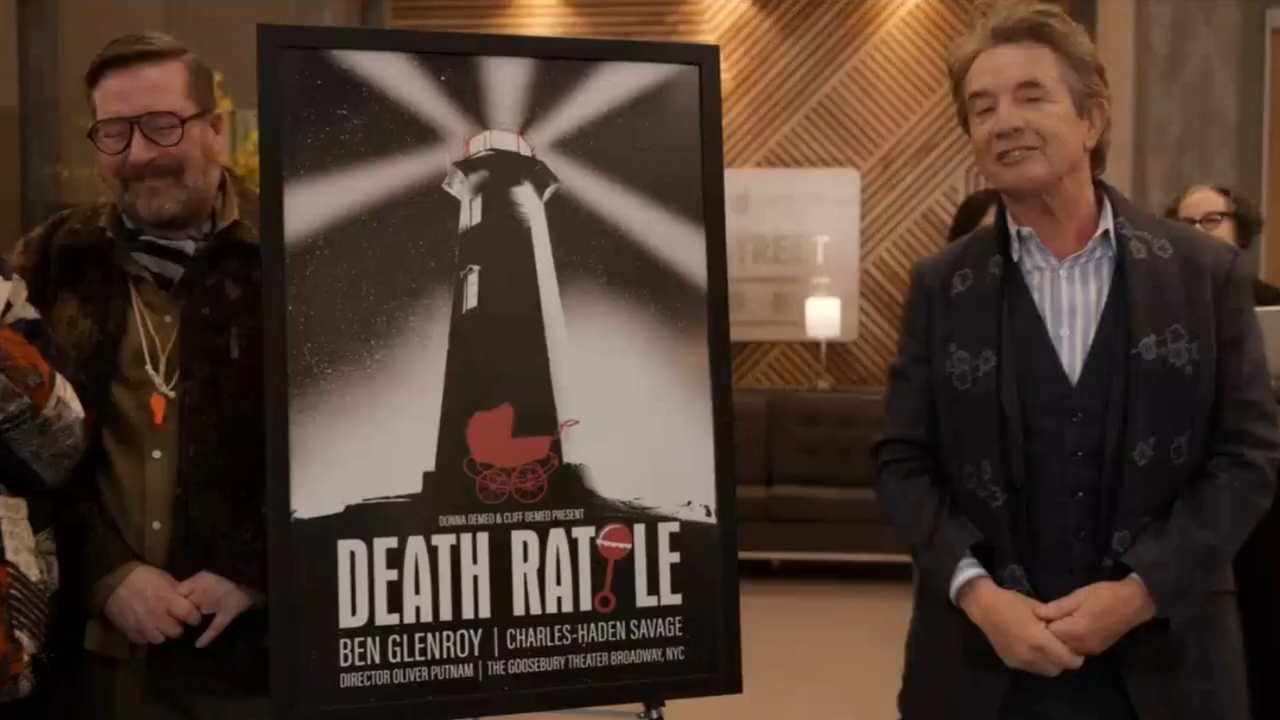 TREET
DONNA DEMEO & CLIFF DEMEO PRESENT
DEATH RATTLE
BEN GLENROY | CHARLES-HADEN SAVAGE
DIRECTOR OLIVER PUTNAM | THE GOOSEBURY THEATER BROADWAY, NYC